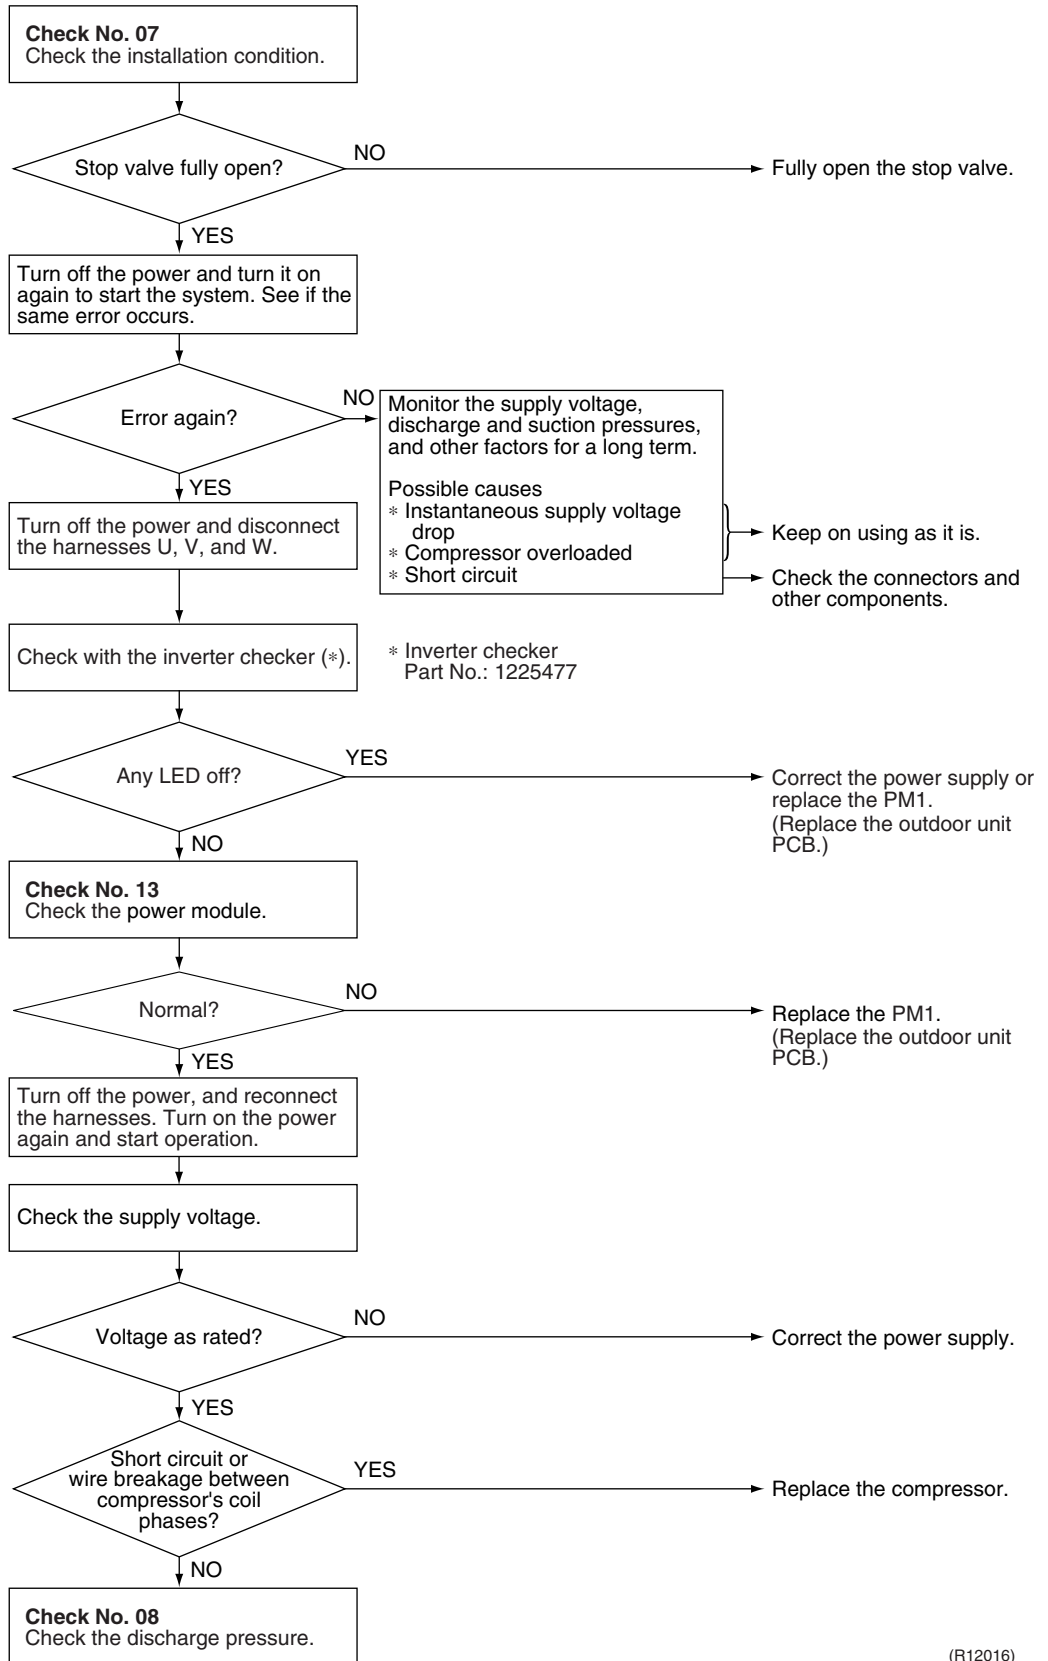 Check No. 07
Check the installation condition.
Stop valve fully open?
NO
Fully open the stop valve.
YES
Turn off the power and turn it on
again to start the system. See if the
same error occurs.
Error again?
NO
Monitor the supply voltage,
discharge and suction pressures,
and other factors for a long term.
Possible causes
* Instantaneous supply voltage
drop
* Compressor overloaded
* Short circuit
Keep on using as it is.
Check the connectors and
other components.
YES
Turn off the power and disconnect
the harnesses U, V, and W.
Check with the inverter checker (*).
* Inverter checker
Part No.: 1225477
Any LED off?
YES
Correct the power supply or
replace the PM1.
(Replace the outdoor unit
PCB.)
NO
Check No. 13
Check the power module.
Normal?
NO
Replace the PM1.
(Replace the outdoor unit
PCB.)
YES
Turn off the power, and reconnect
the harnesses. Turn on the power
again and start operation.
Check the supply voltage.
Voltage as rated?
NO
Correct the power supply.
YES
Short circuit or
wire breakage between
compressor's coil
phases?
YES
Replace the compressor.
NO
Check No. 08
Check the discharge pressure.
(R12016)